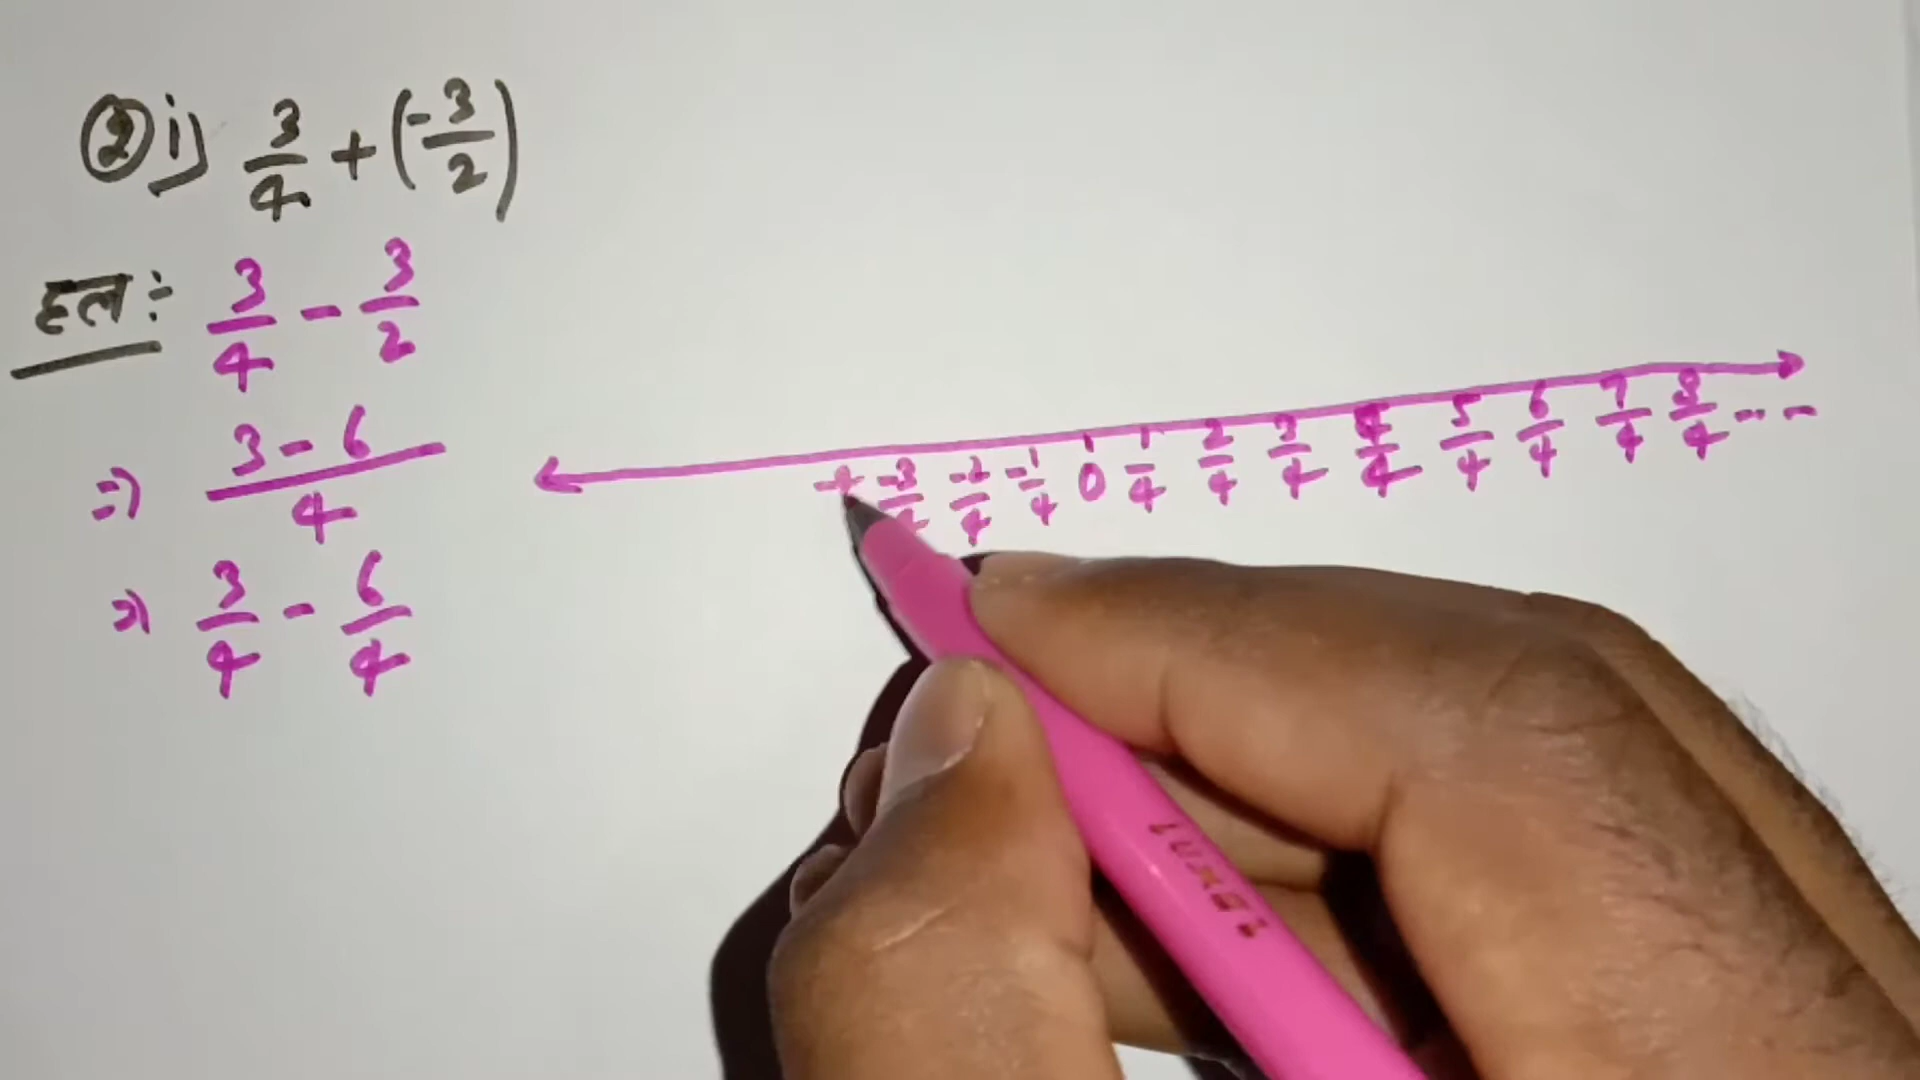 ② i) 3/4 + (-3/2)
हल ÷ 3/4 - 3/2
=) (3 - 6)/4
=) 3/4 - 6/4
-4 -3/4 -2/4 -1/4 0 1/4 2/4 3/4 4/4 5/4 6/4 7/4 8/4 ----